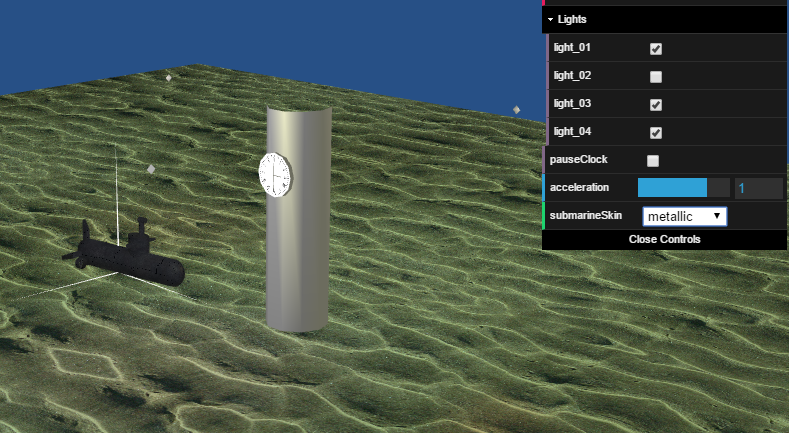 Lights
light_01
light_02
light_03
light_04
pauseClock
acceleration 1
submarineSkin metallic
Close Controls